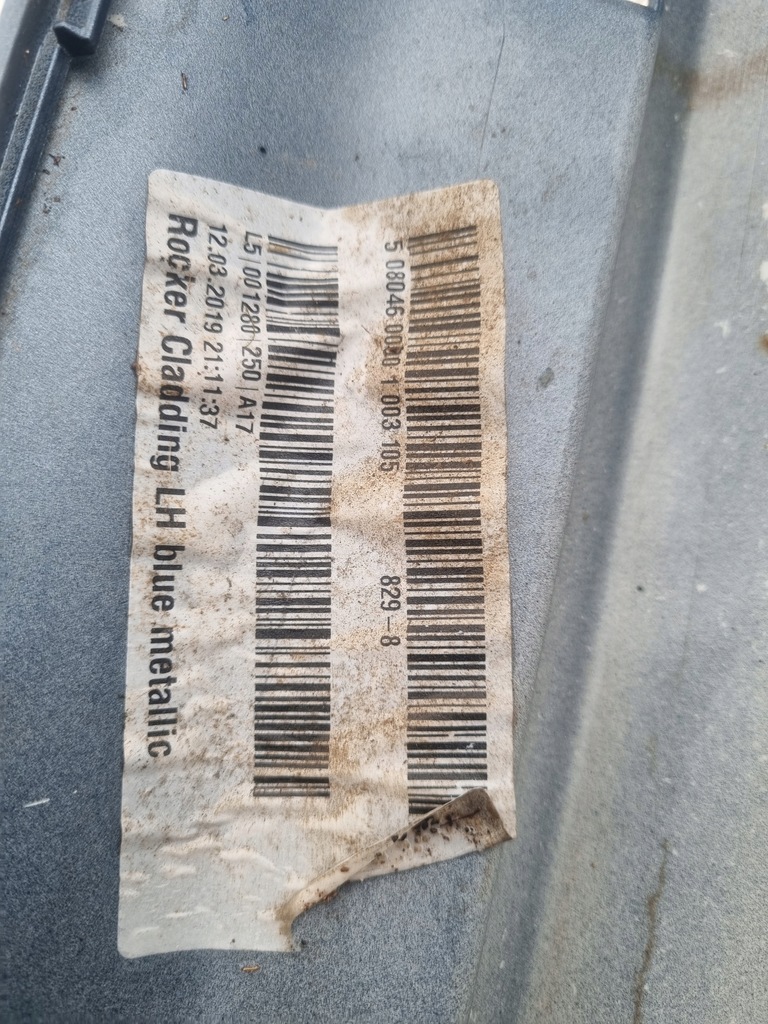 5 08046 0000 1 003 105 829-8
L5|001280-250|A17
12.03.2019 21:11:37
Rocker Cladding LH blue metallic